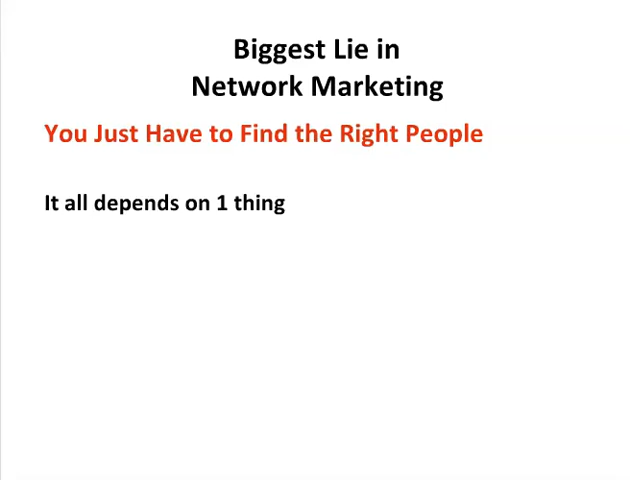 Biggest Lie in
Network Marketing
You Just Have to Find the Right People
It all depends on 1 thing